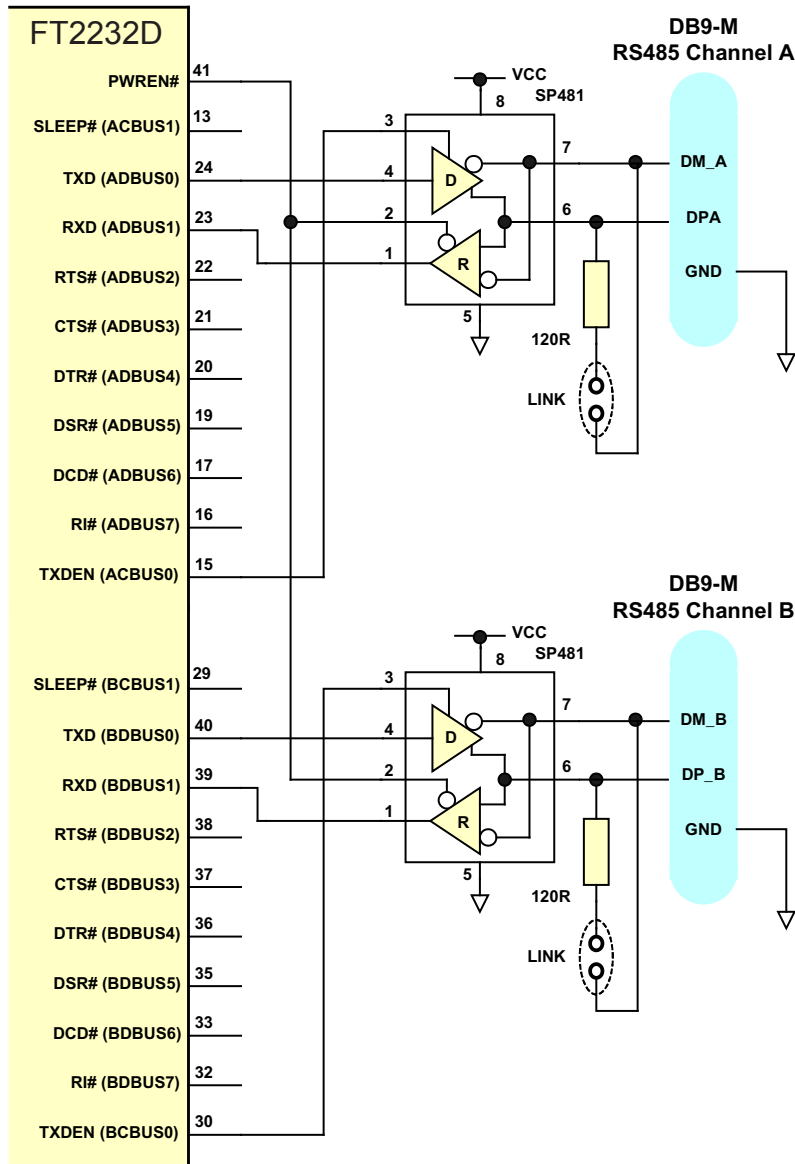 FT2232D
DB9-M
RS485 Channel A
PWREN#
41
SLEEP# (ACBUS1)
13
TXD (ADBUS0)
24
RXD (ADBUS1)
23
RTS# (ADBUS2)
22
CTS# (ADBUS3)
21
DTR# (ADBUS4)
20
DSR# (ADBUS5)
19
DCD# (ADBUS6)
17
RI# (ADBUS7)
16
TXDEN (ACBUS0)
15
VCC
SP481
8
3
4
2
1
D
R
7
6
5
DM_A
DPA
GND
120R
LINK
DB9-M
RS485 Channel B
SLEEP# (BCBUS1)
29
TXD (BDBUS0)
40
RXD (BDBUS1)
39
RTS# (BDBUS2)
38
CTS# (BDBUS3)
37
DTR# (BDBUS4)
36
DSR# (BDBUS5)
35
DCD# (BDBUS6)
33
RI# (BDBUS7)
32
TXDEN (BCBUS0)
30
VCC
SP481
8
3
4
2
1
D
R
7
6
5
DM_B
DP_B
GND
120R
LINK